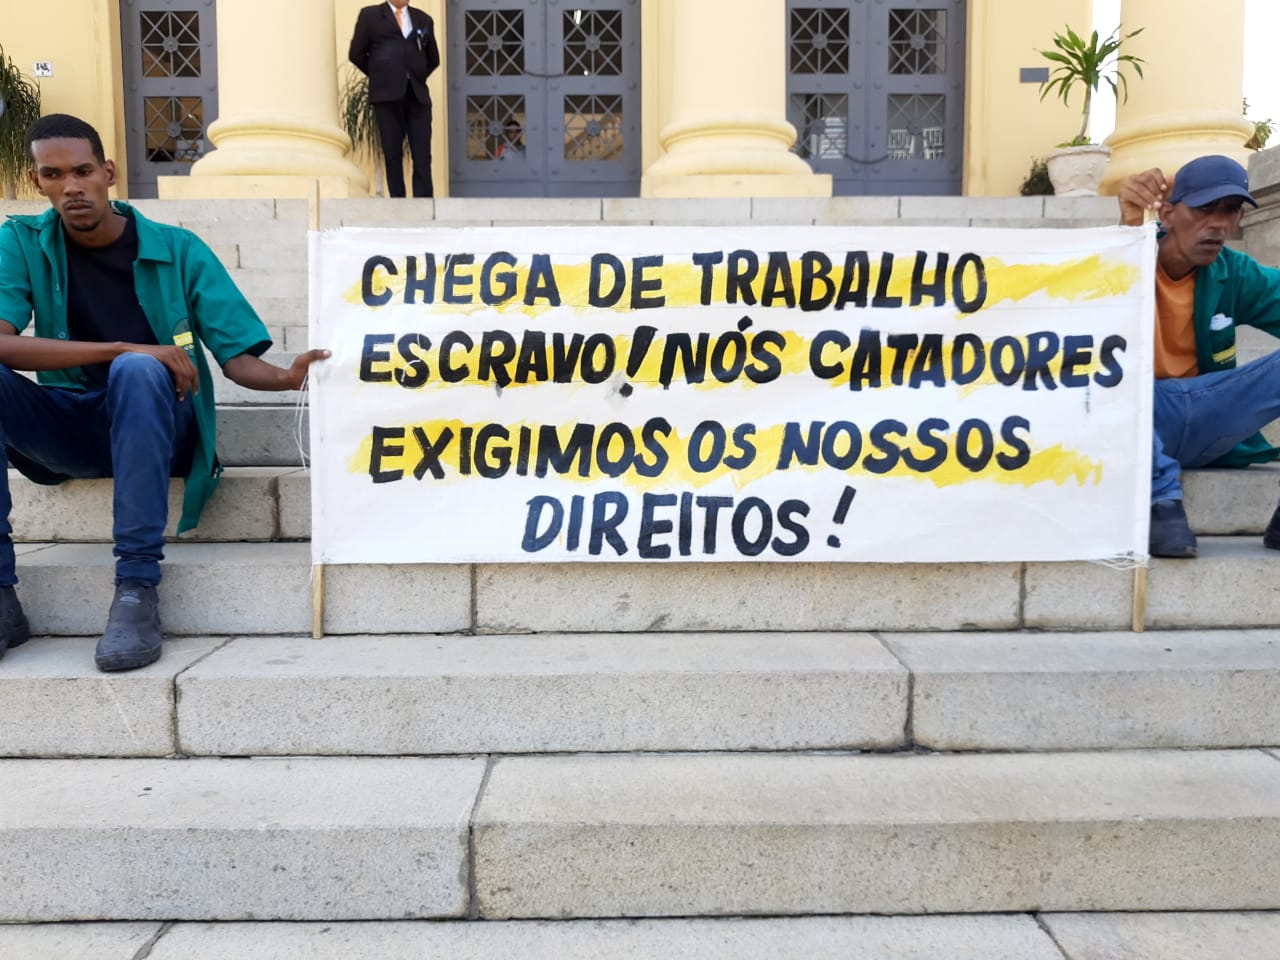 CHEGA DE TRABALHO
ESCRAVO! NÓS CATADORES
EXIGIMOS OS NOSSOS
DIREITOS!